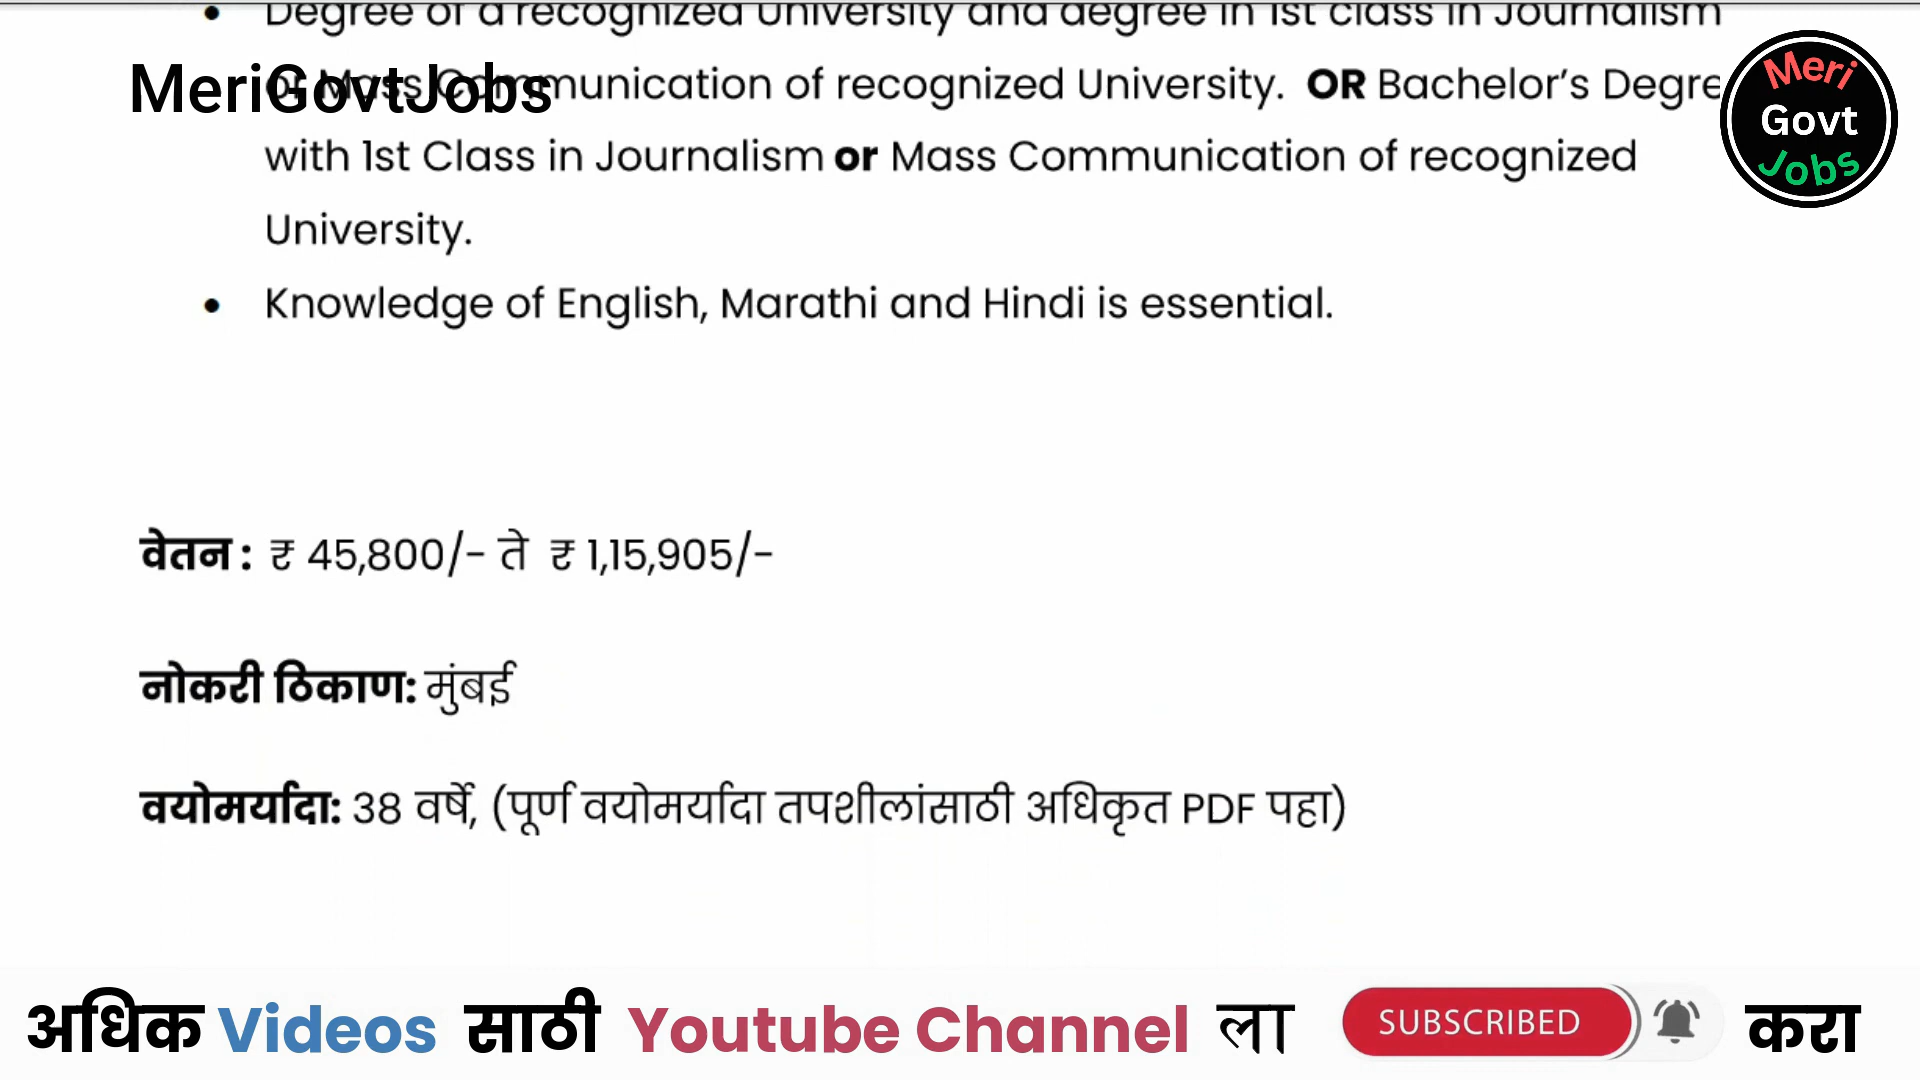 Degree of a recognized University and degree in 1st class in Journalism
MeriGovtJobs
or Mass Communication of recognized University. OR Bachelor’s Degre
with 1st Class in Journalism or Mass Communication of recognized
University.
Knowledge of English, Marathi and Hindi is essential.
Meri
Govt
Jobs
वेतन : ₹ 45,800/- ते ₹ 1,15,905/-
नोकरी ठिकाण: मुंबई
वयोमर्यादा: 38 वर्षे, (पूर्ण वयोमर्यादा तपशीलांसाठी अधिकृत PDF पहा)
अधिक Videos साठी Youtube Channel ला SUBSCRIBED करा